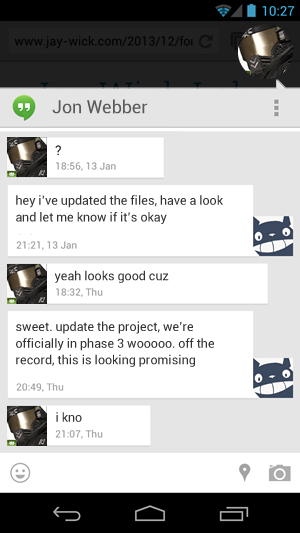 10:27
www.jay-wick.com/2013/12/for
Jon Webber
?
18:56, 13 Jan
hey i've updated the files, have a look
and let me know if it's okay
21:21, 13 Jan
yeah looks good cuz
18:32, Thu
sweet. update the project, we're
officially in phase 3 wooooo. off the
record, this is looking promising
20:49, Thu
i kno
21:07, Thu